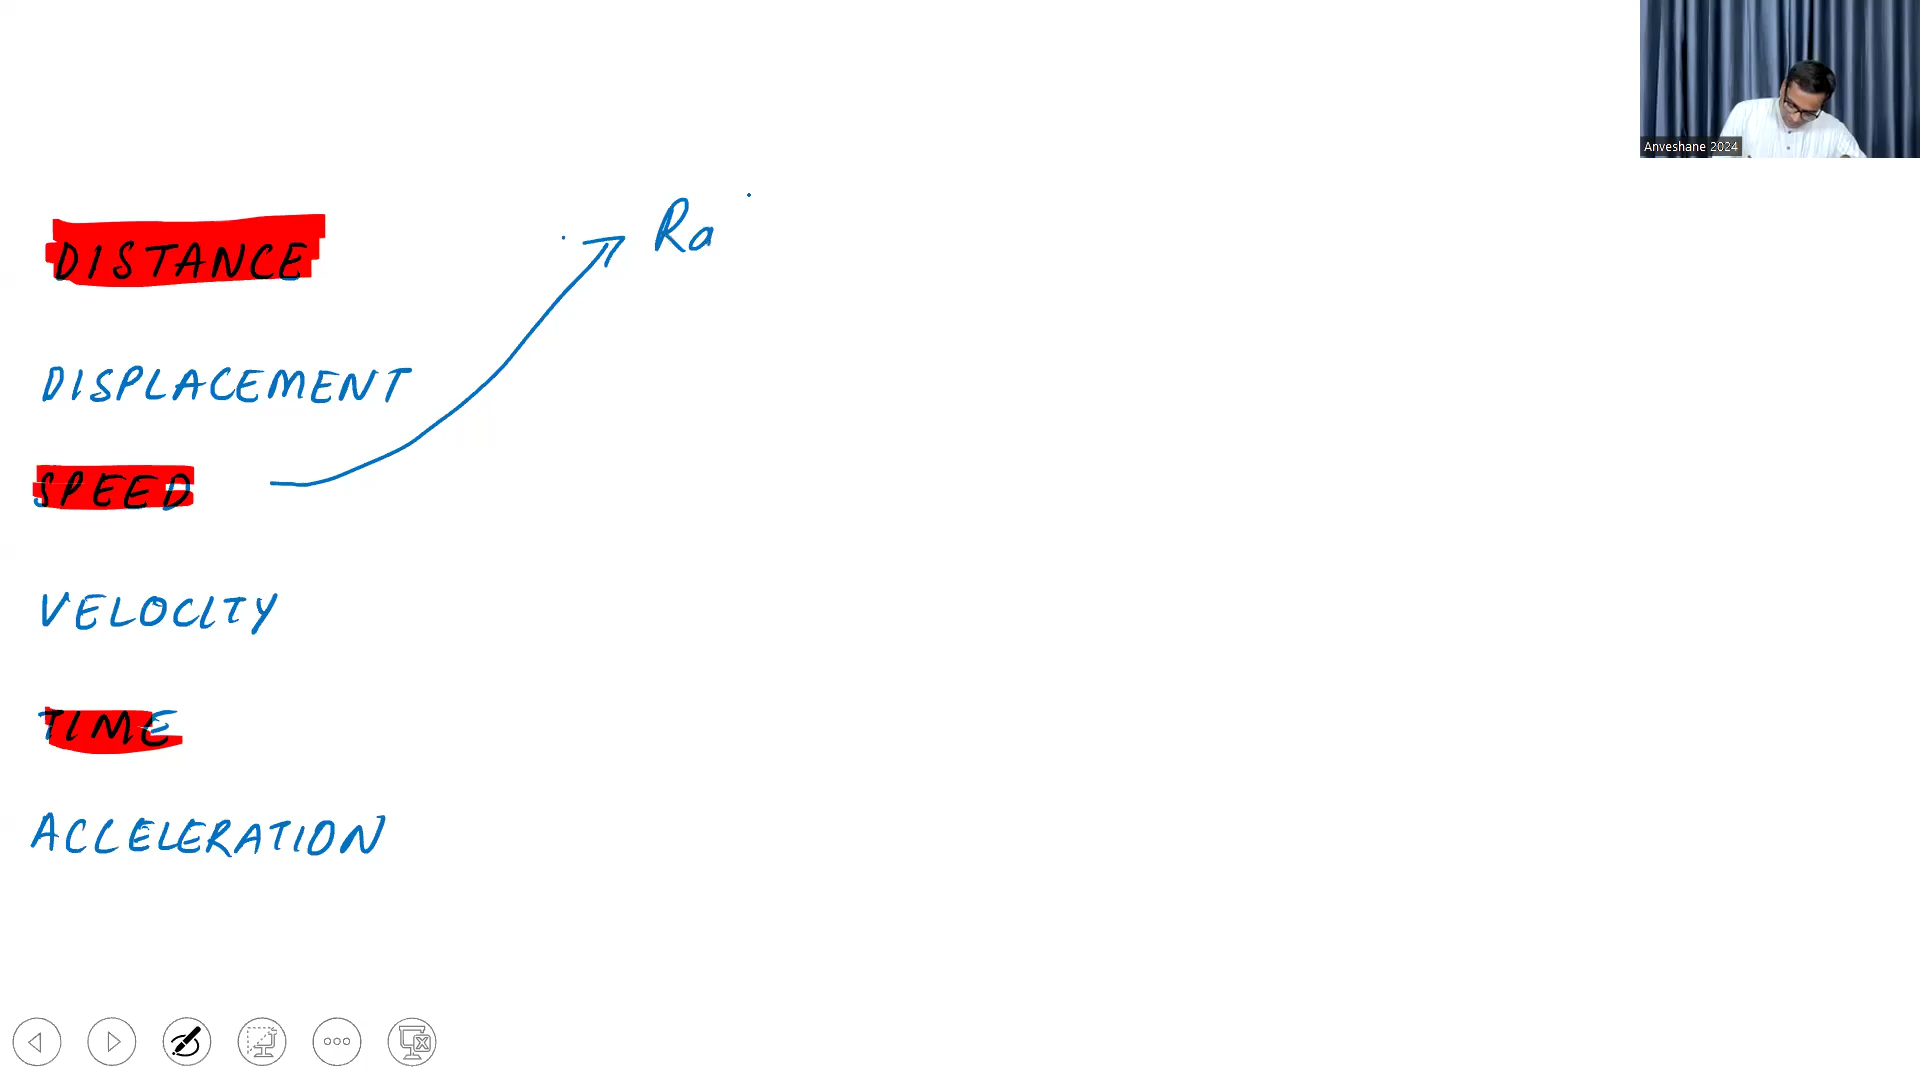 Anveshane 2024
Ra
DISTANCE
DISPLACEMENT
SPEED
VELOCITY
TIME
ACCELERATION